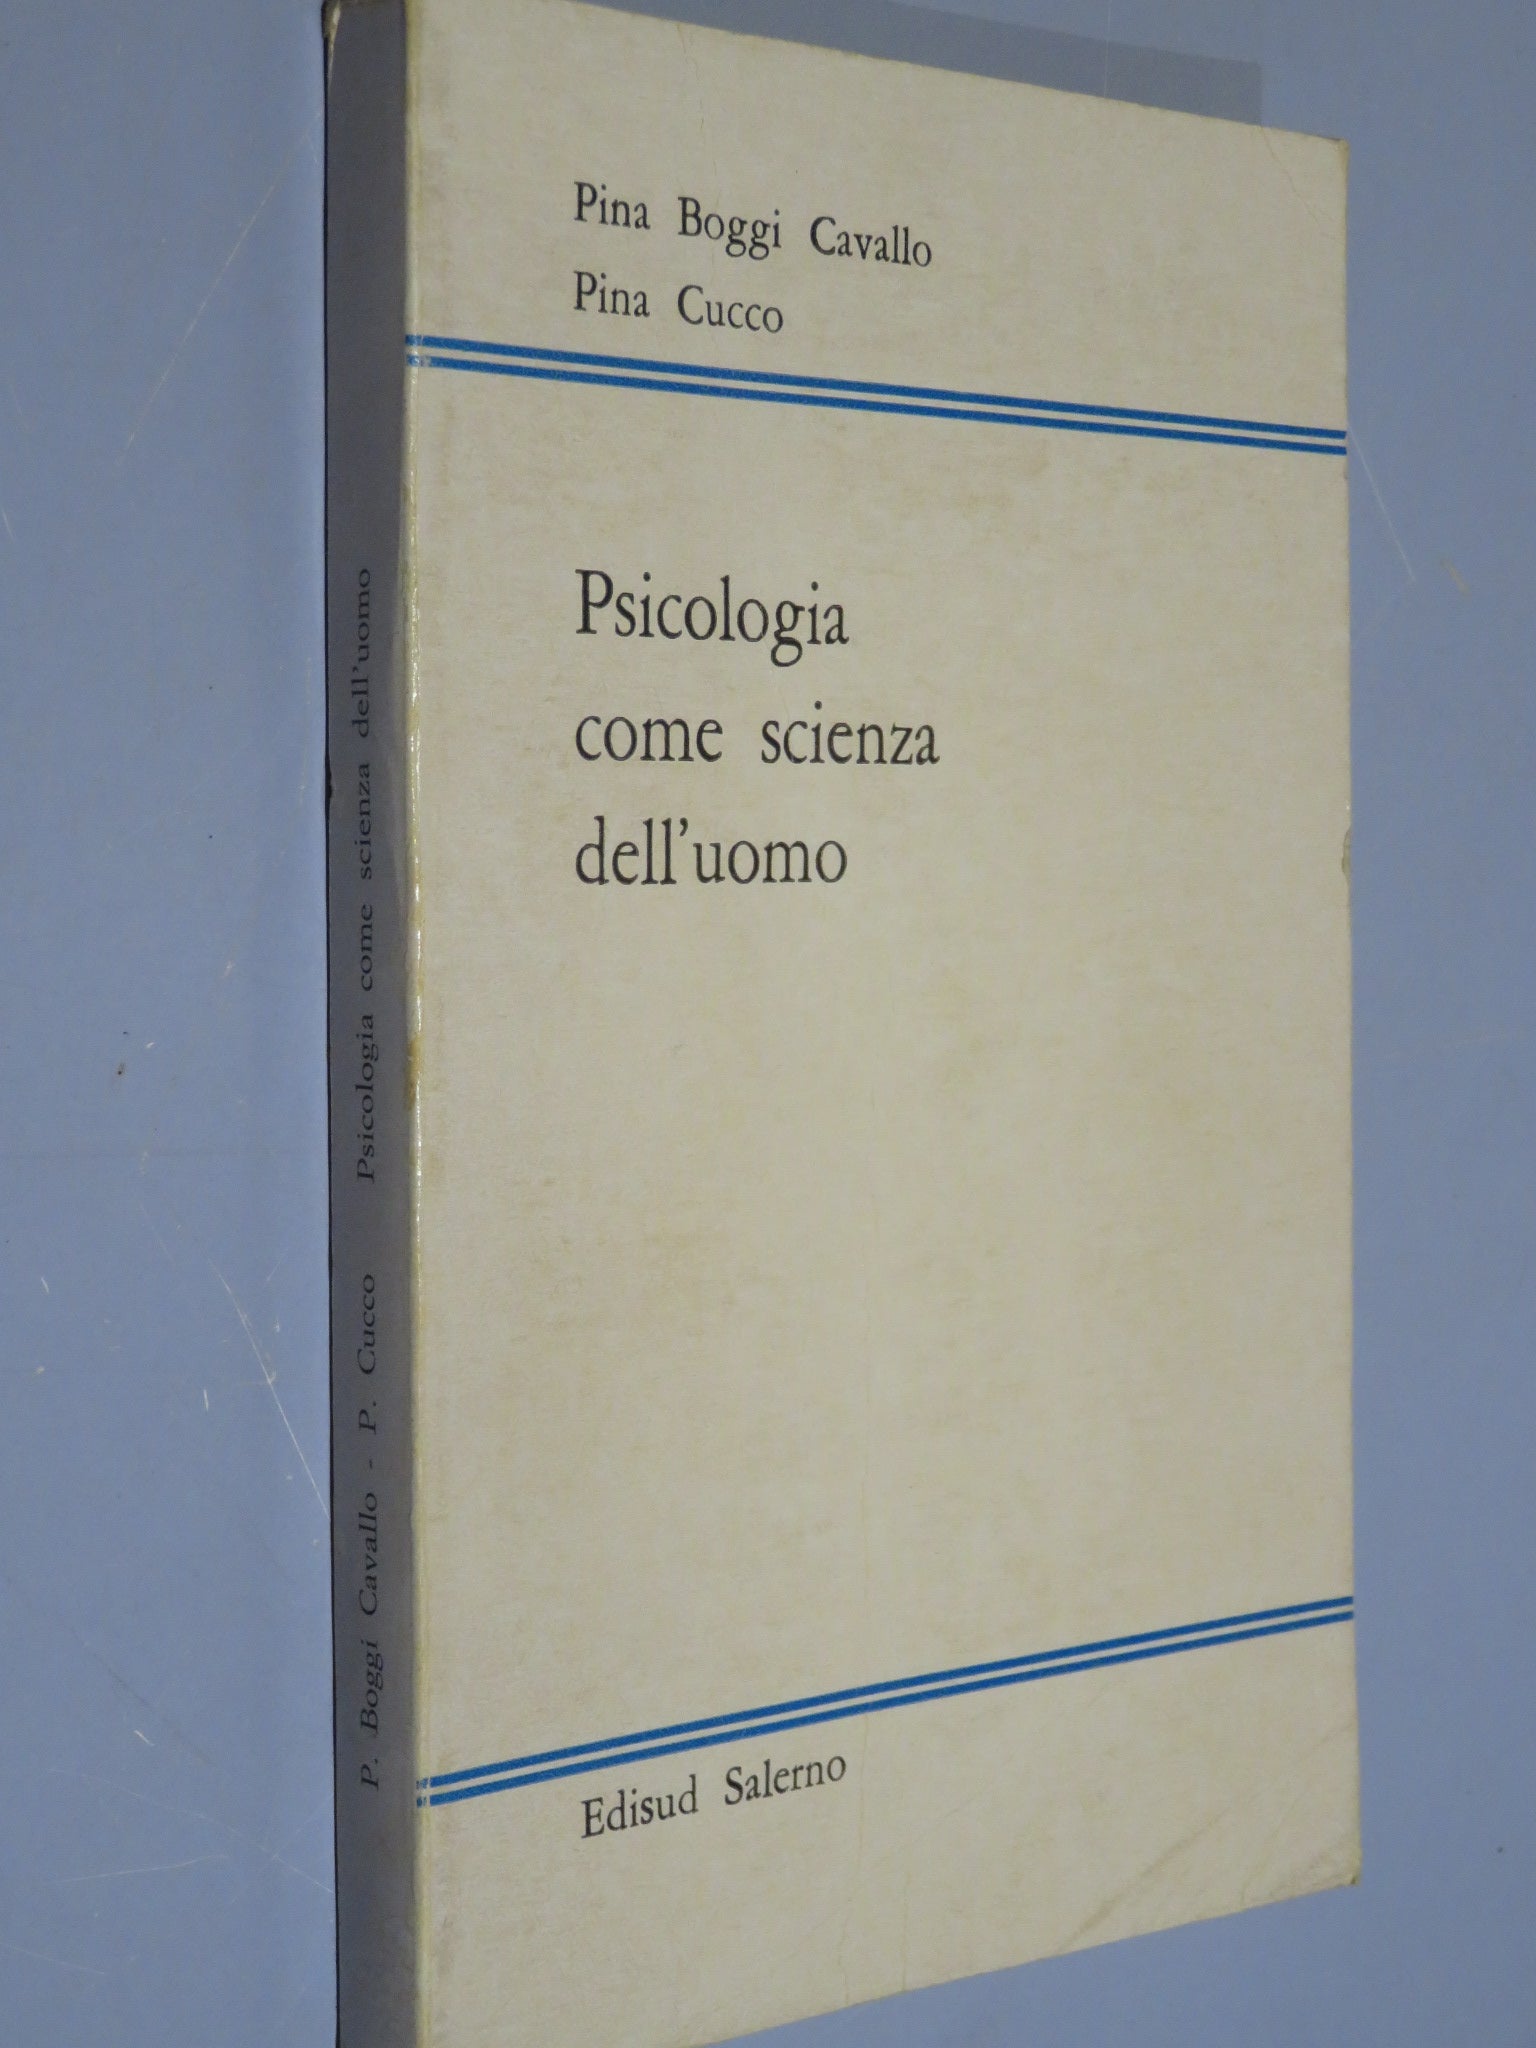 Pina Boggi Cavallo
Pina Cucco
Psicologia
come scienza
dell'uomo
Edisud Salerno
P. Boggi Cavallo - P. Cucco Psicologia come scienza dell'uomo